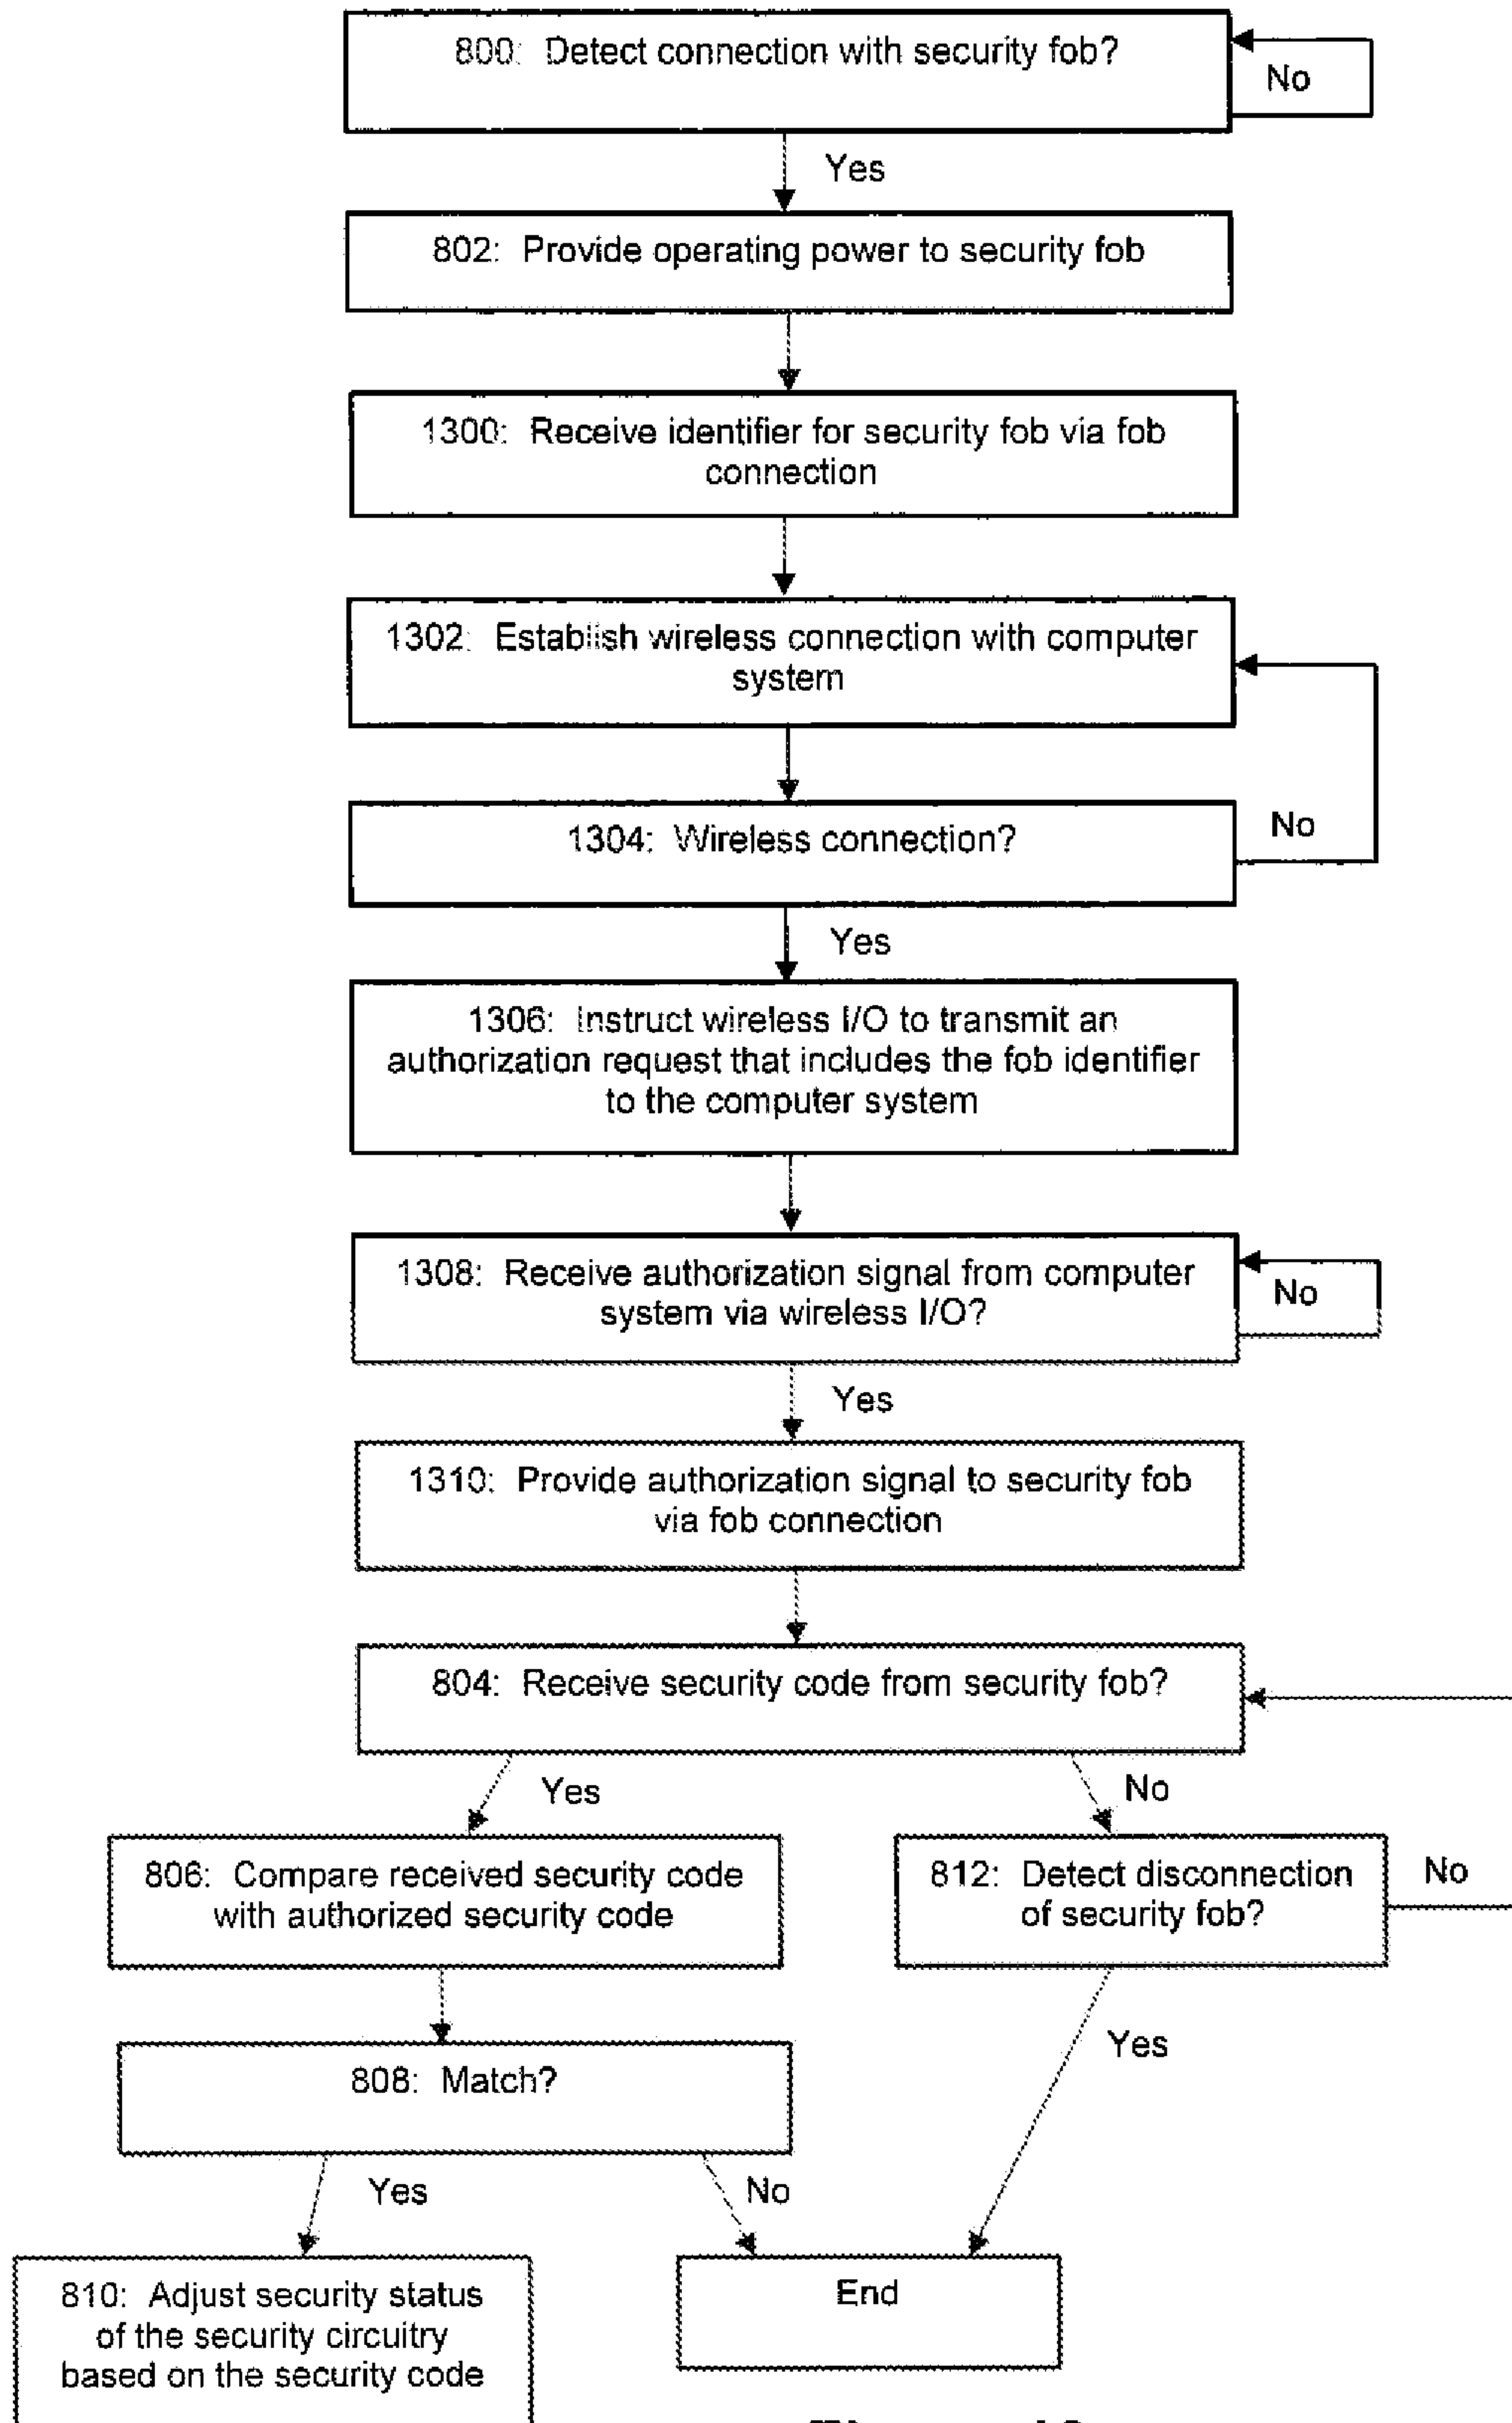 800: Detect connection with security fob?
No
Yes
802: Provide operating power to security fob
1300: Receive identifier for security fob via fob
connection
1302: Establish wireless connection with computer
system
1304: Wireless connection?
No
Yes
1306: Instruct wireless I/O to transmit an
authorization request that includes the fob identifier
to the computer system
1308: Receive authorization signal from computer
system via wireless I/O?
No
Yes
1310: Provide authorization signal to security fob
via fob connection
804: Receive security code from security fob?
Yes
No
806: Compare received security code
with authorized security code
812: Detect disconnection
of security fob?
No
808: Match?
Yes
Yes
No
810: Adjust security status
of the security circuitry
based on the security code
End